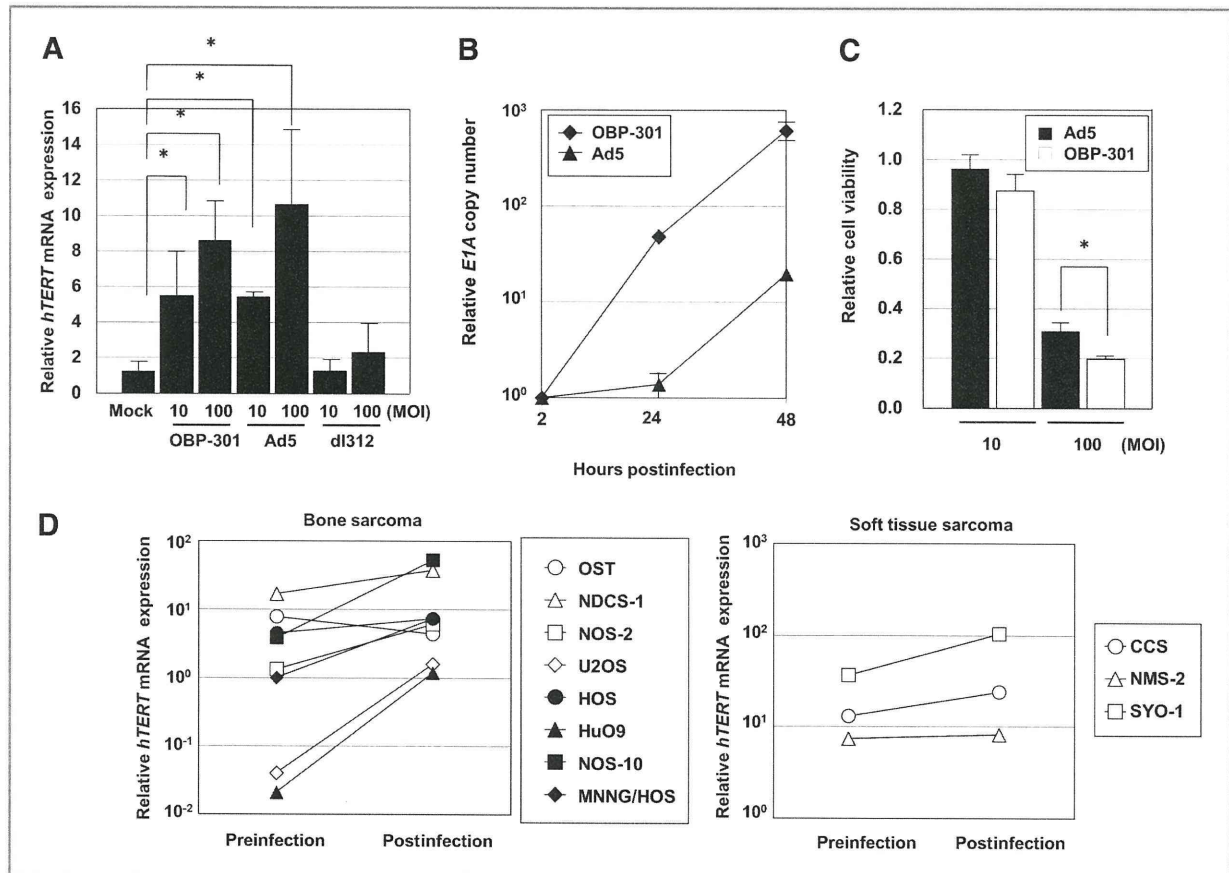 A
Relative hTERT mRNA expression
16
14
12
10
8
6
4
2
0
*
*
*
*
Mock 10 100 10 100 10 100 (MOI)
OBP-301 Ad5 dl312
B
Relative E1A copy number
10³
10²
10¹
10⁰
OBP-301
Ad5
2 24 48
Hours postinfection
C
Relative cell viability
1.2
1.0
0.8
0.6
0.4
0.2
0.0
Ad5
OBP-301
*
10 100 (MOI)
D
Bone sarcoma
Relative hTERT mRNA expression
10²
10¹
10⁰
10⁻¹
10⁻²
Preinfection Postinfection
OST
NDCS-1
NOS-2
U2OS
HOS
HuO9
NOS-10
MNNG/HOS
Soft tissue sarcoma
Relative hTERT mRNA expression
10³
10²
10¹
10⁰
Preinfection Postinfection
CCS
NMS-2
SYO-1